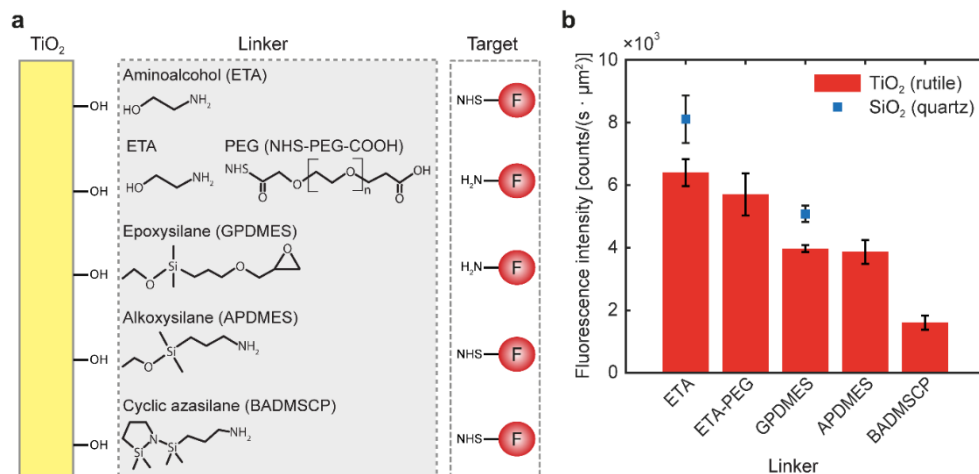 a
TiO₂
Linker
Target
Aminoalcohol (ETA)
HO
NH₂
OH
NHS
F
ETA
PEG (NHS-PEG-COOH)
HO
NH₂
NHS
O
O
O
n
O
OH
OH
H₂N
F
Epoxysilane (GPDMES)
O
Si
O
O
OH
H₂N
F
Alkoxysilane (APDMES)
O
Si
NH₂
OH
NHS
F
Cyclic azasilane (BADMSCP)
N
Si
Si
NH₂
OH
NHS
F
b
×10³
Fluorescence intensity [counts/(s · μm²)]
10
8
6
4
2
0
TiO₂ (rutile)
SiO₂ (quartz)
ETA
ETA-PEG
GPDMES
APDMES
BADMSCP
Linker